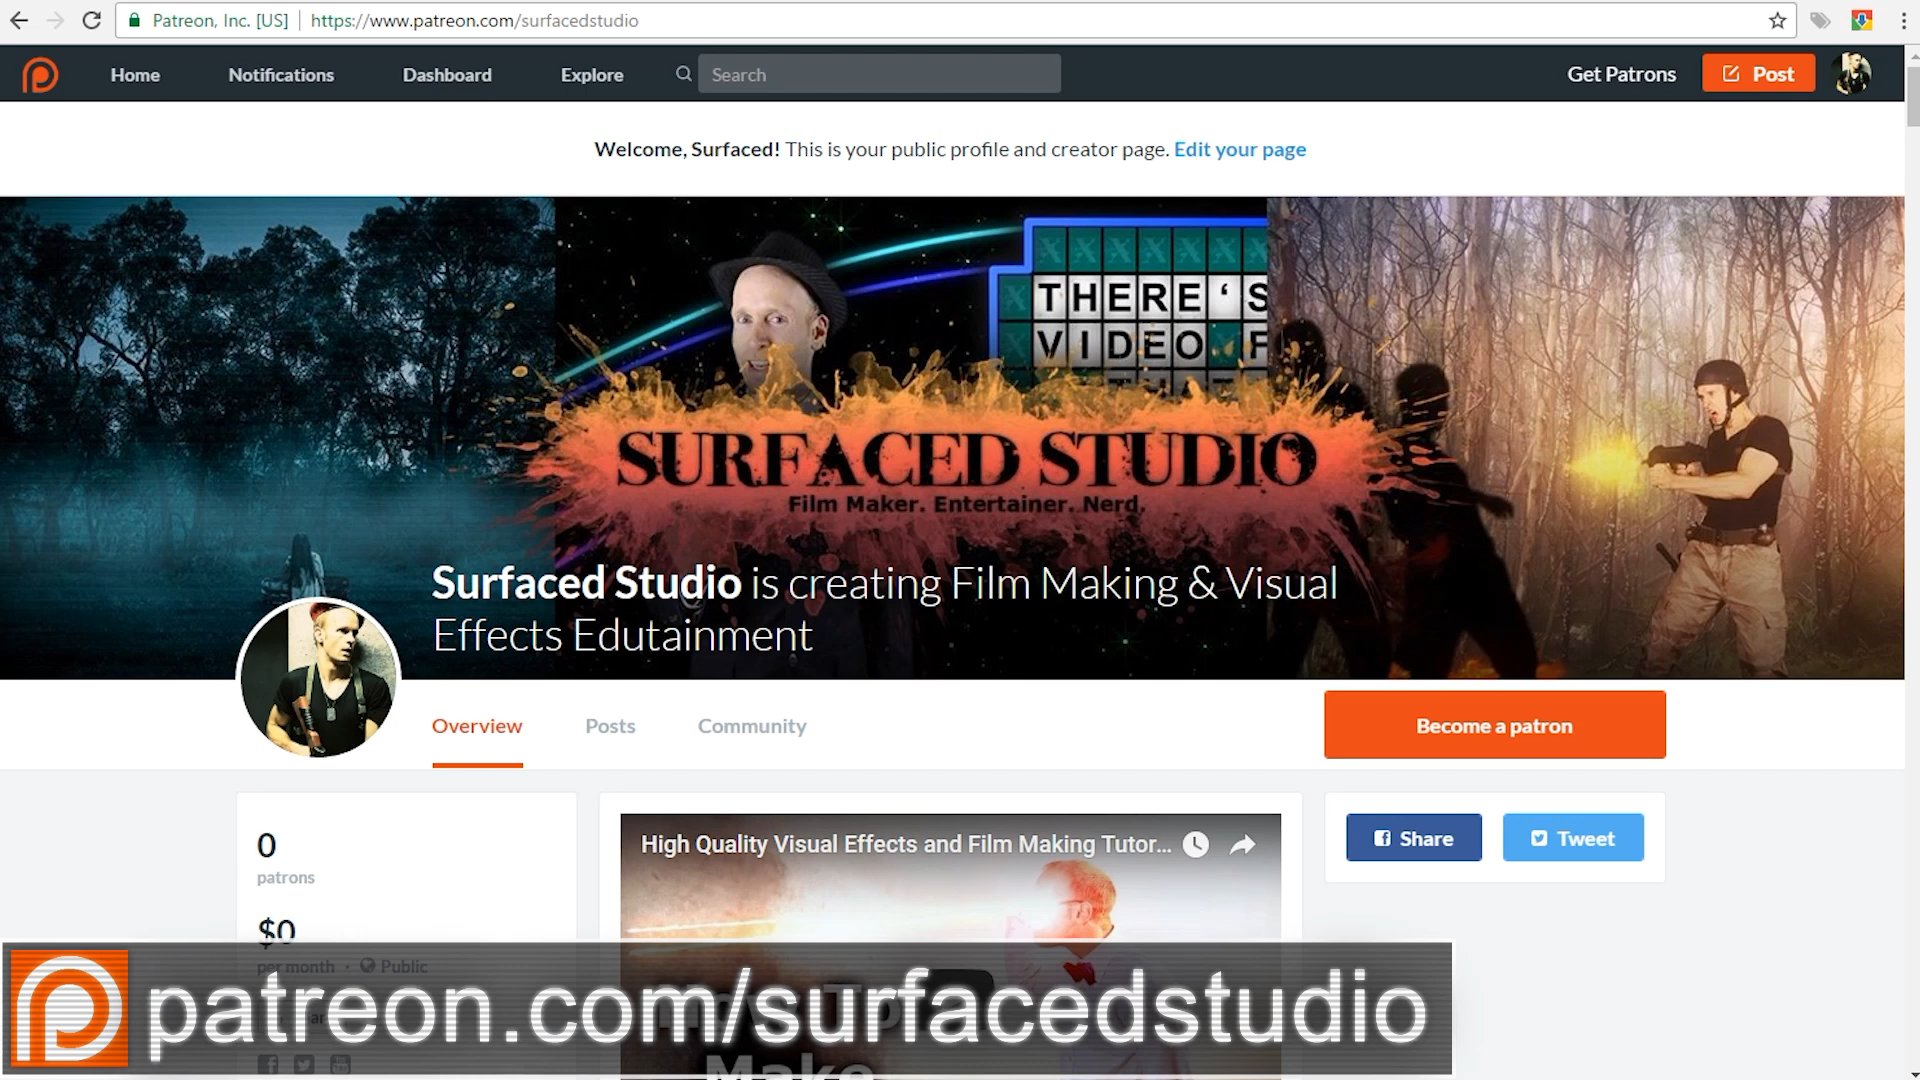 Patreon, Inc. [US] https://www.patreon.com/surfacedstudio
Home Notifications Dashboard Explore Search Get Patrons Post
Welcome, Surfaced! This is your public profile and creator page. Edit your page
THERE'S
VIDEO F
SURFACED STUDIO
Film Maker. Entertainer. Nerd.
Surfaced Studio is creating Film Making & Visual
Effects Edutainment
Overview Posts Community Become a patron
0
patrons
$0
per month · Public
High Quality Visual Effects and Film Making Tutor...
Share Tweet
patreon.com/surfacedstudio
Make